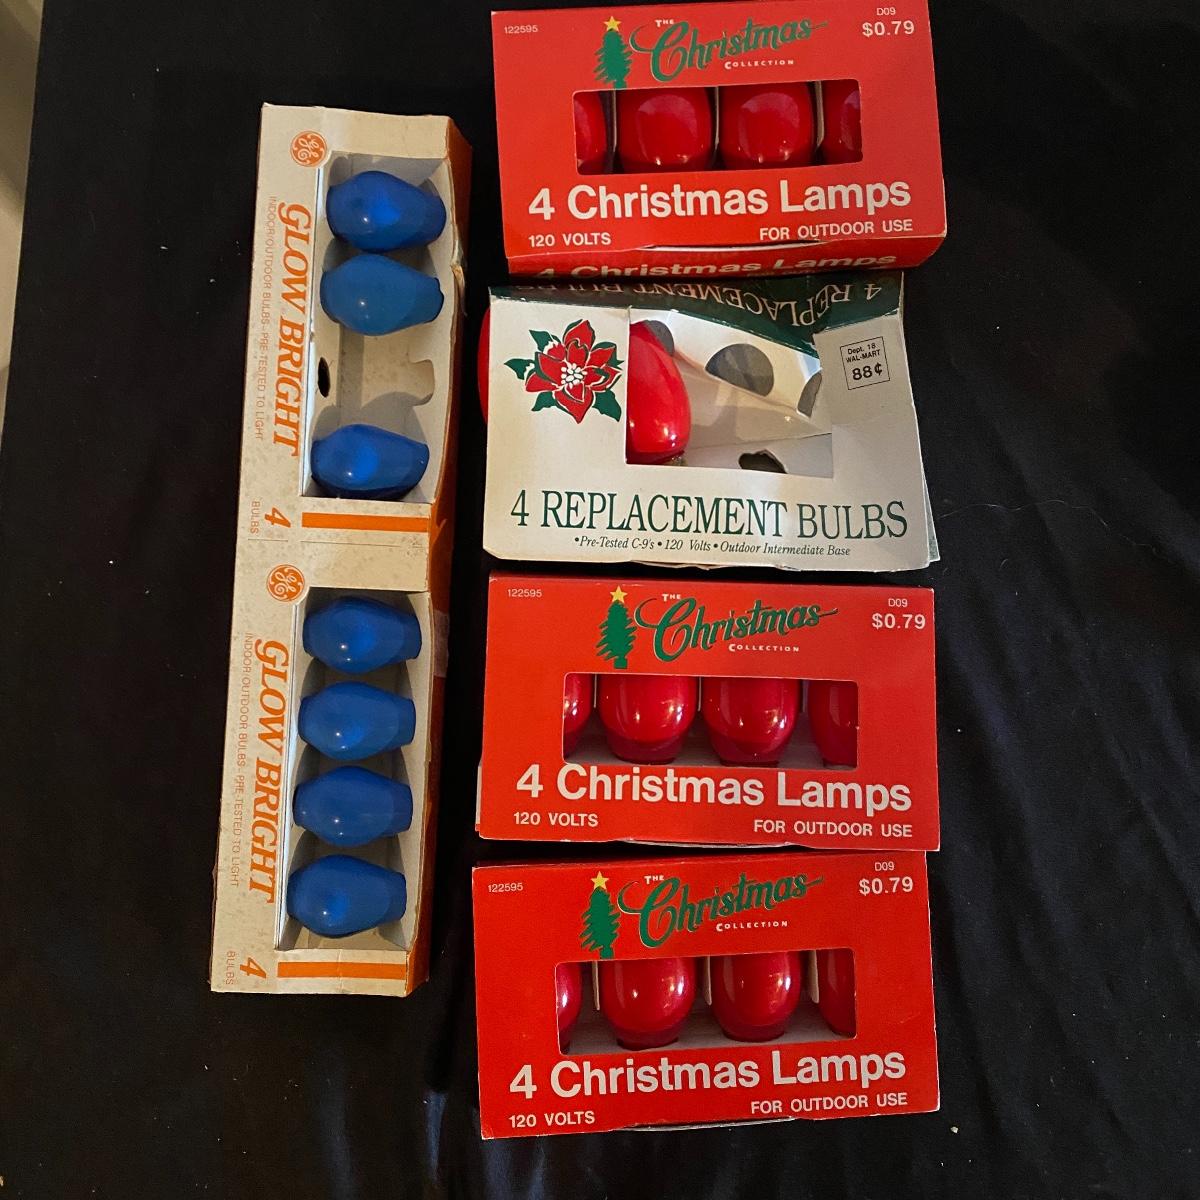 GE
GLOW BRIGHT
INDOOR/OUTDOOR BULBS - PRE-TESTED TO LIGHT
4
BULBS
GE
GLOW BRIGHT
INDOOR/OUTDOOR BULBS - PRE-TESTED TO LIGHT
4
BULBS
122595
THE
Christmas
COLLECTION
D09
$0.79
4 Christmas Lamps
120 VOLTS
FOR OUTDOOR USE
4 Christmas Lamps
4 REPLACEMENT BULBS
Dept. 18
WAL-MART
88¢
4 REPLACEMENT BULBS
•Pre-Tested C-9's • 120 Volts • Outdoor Intermediate Base
122595
THE
Christmas
COLLECTION
D09
$0.79
4 Christmas Lamps
120 VOLTS
FOR OUTDOOR USE
122595
THE
Christmas
COLLECTION
D09
$0.79
4 Christmas Lamps
120 VOLTS
FOR OUTDOOR USE